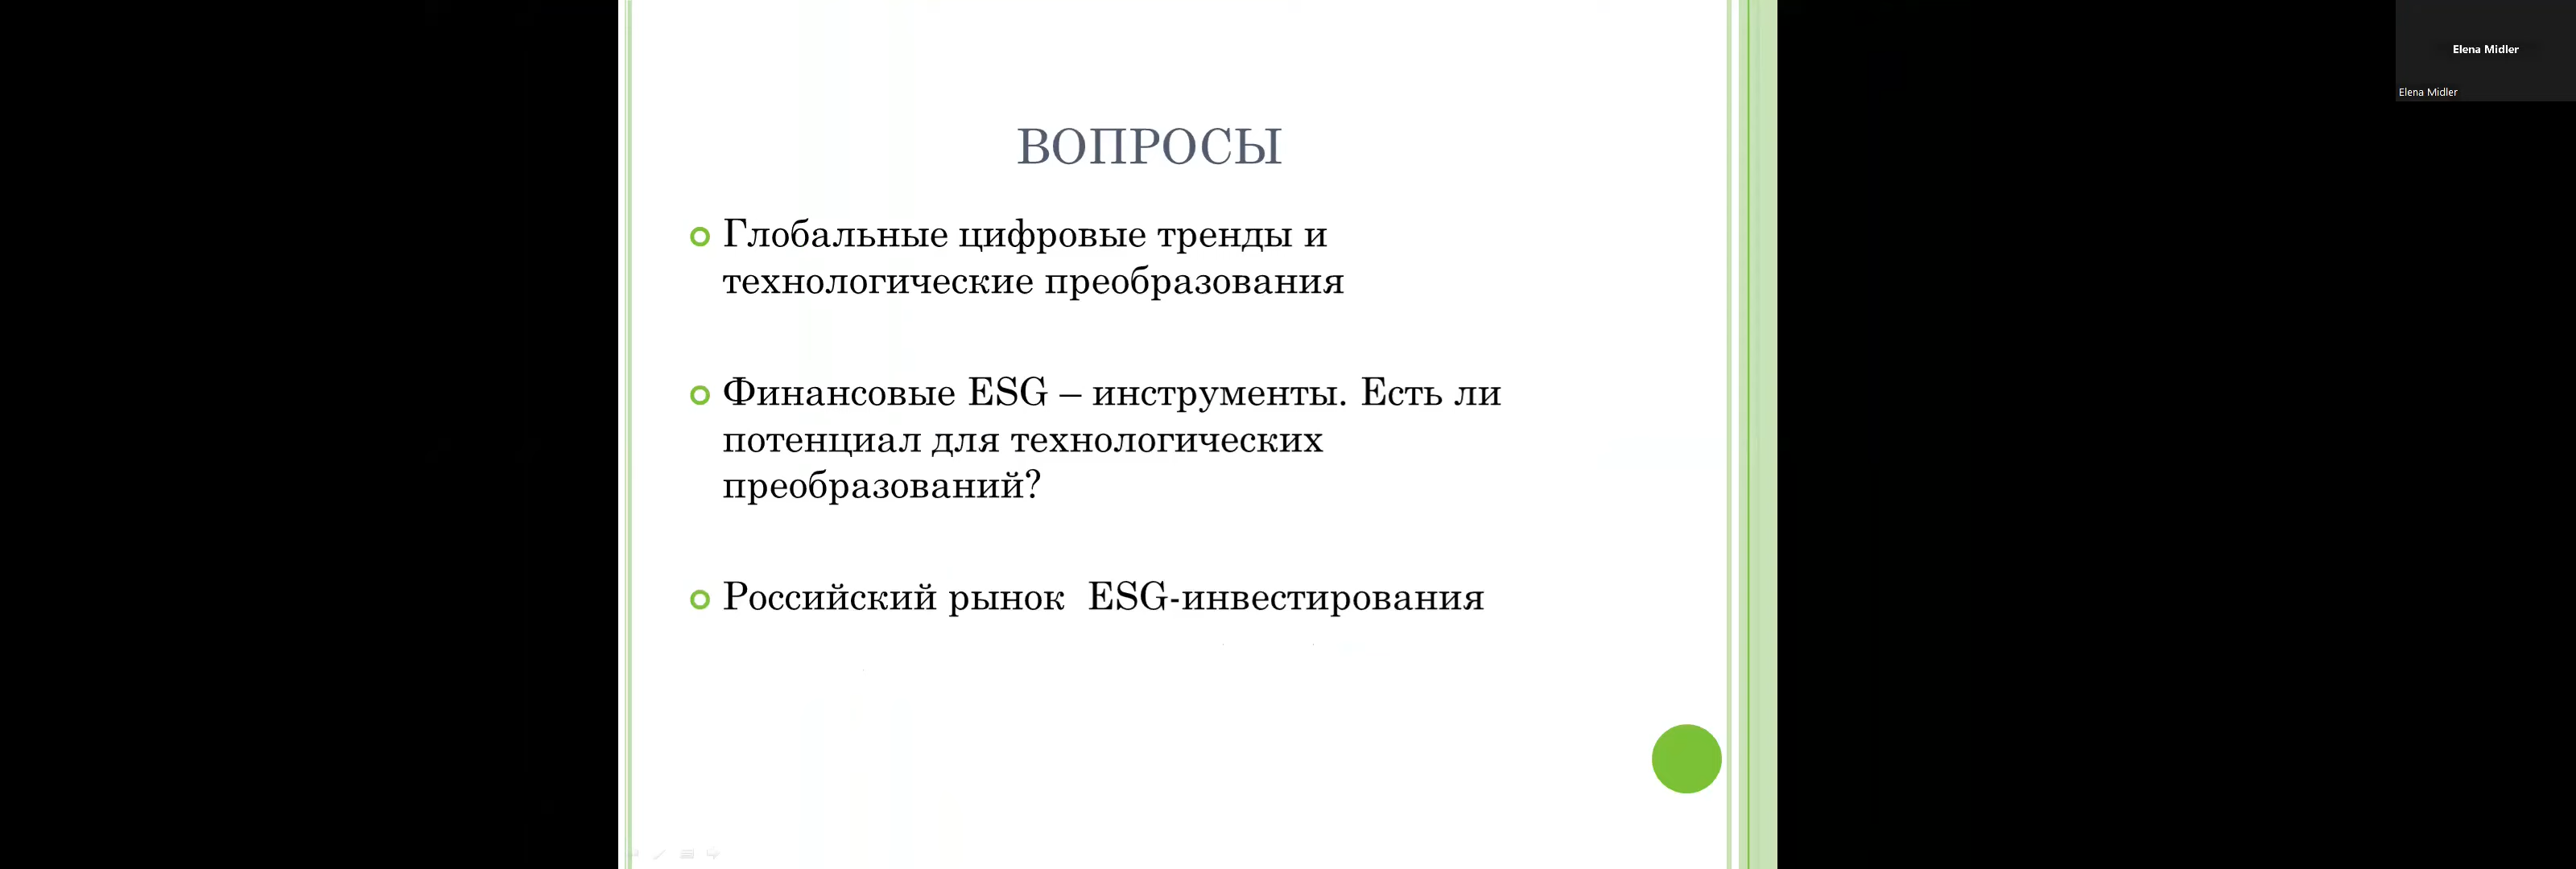 Elena Midler
Elena Midler
ВОПРОСЫ
Глобальные цифровые тренды и
технологические преобразования
Финансовые ESG – инструменты. Есть ли
потенциал для технологических
преобразований?
Российский рынок ESG-инвестирования